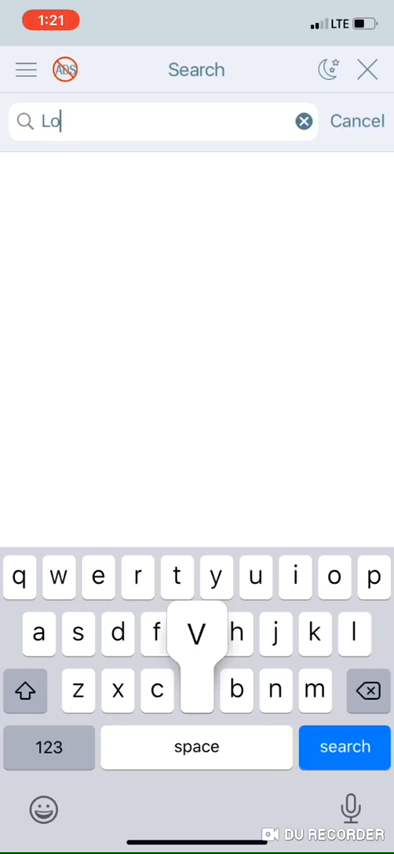 1:21
LTE
ADS
Search
Lo
Cancel
q w e r t y u i o p
a s d f V h j k l
z x c b n m
123 space search
DU RECORDER